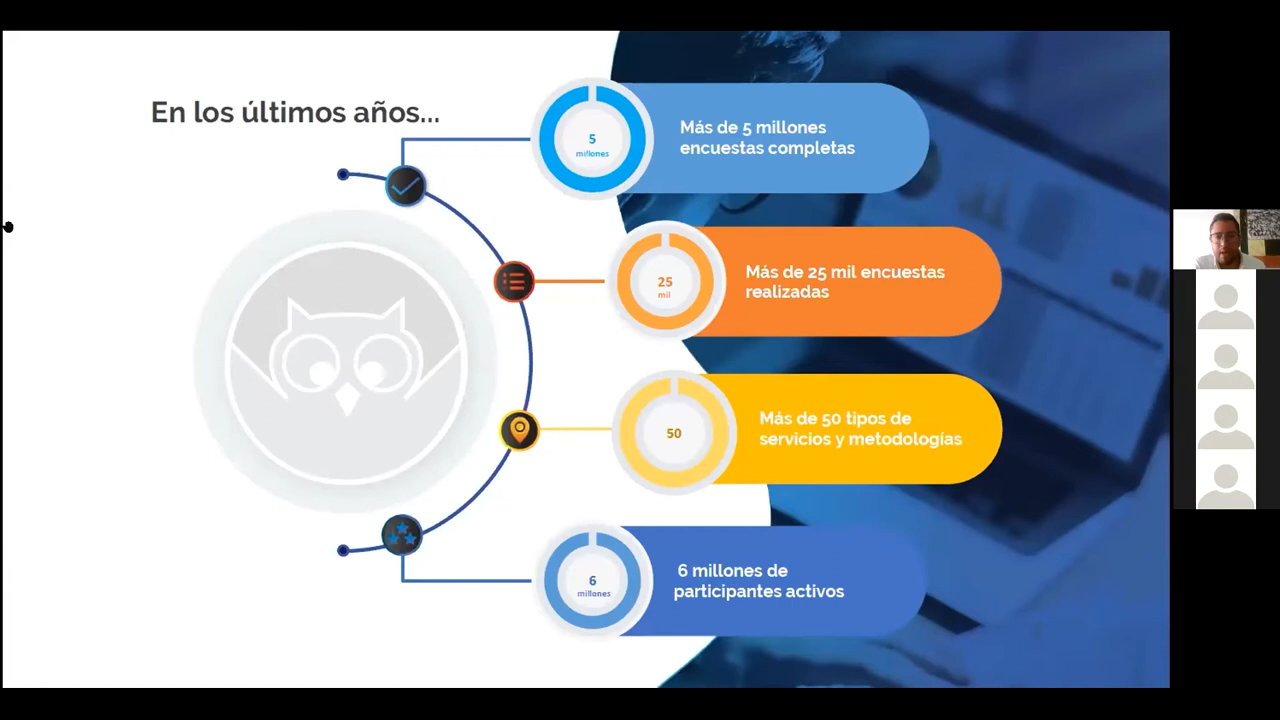 En los últimos años...
5
millones
Más de 5 millones
encuestas completas
25
mil
Más de 25 mil encuestas
realizadas
50
Más de 50 tipos de
servicios y metodologías
6
millones
6 millones de
participantes activos